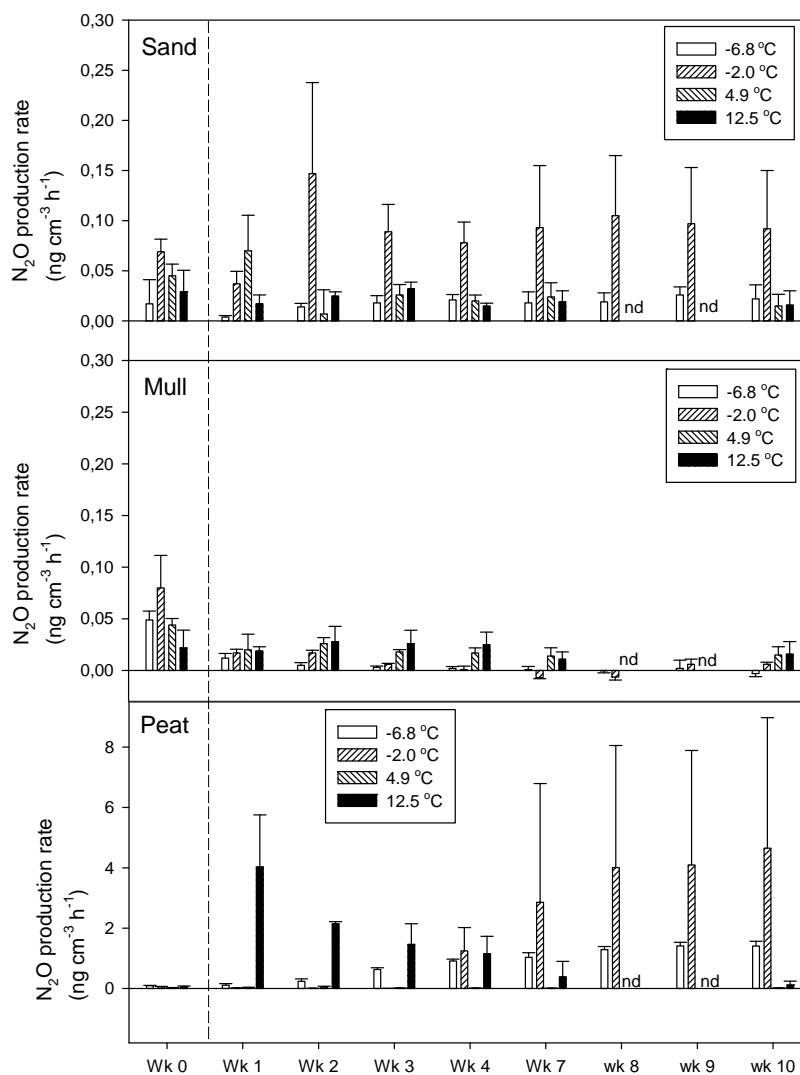 Sand
-6.8 °C
-2.0 °C
4.9 °C
12.5 °C
N₂O production rate
(ng cm⁻³ h⁻¹)
0,30
0,25
0,20
0,15
0,10
0,05
0,00
nd
nd
Mull
-6.8 °C
-2.0 °C
4.9 °C
12.5 °C
N₂O production rate
(ng cm⁻³ h⁻¹)
0,30
0,25
0,20
0,15
0,10
0,05
0,00
nd
nd
Peat
-6.8 °C
-2.0 °C
4.9 °C
12.5 °C
N₂O production rate
(ng cm⁻³ h⁻¹)
8
6
4
2
0
nd
nd
Wk 0 Wk 1 Wk 2 Wk 3 Wk 4 Wk 7 wk 8 wk 9 wk 10